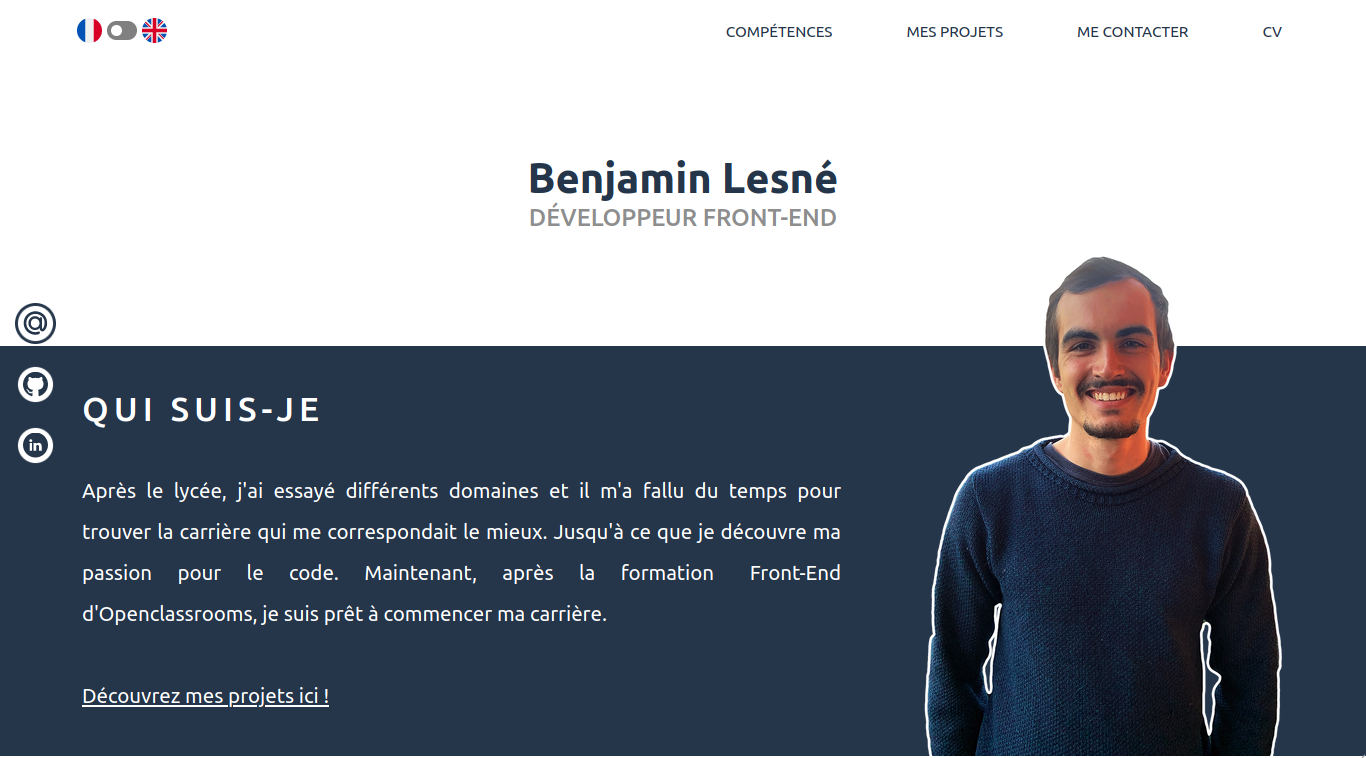 COMPÉTENCES MES PROJETS ME CONTACTER CV
Benjamin Lesné
DÉVELOPPEUR FRONT-END
@
in
QUI SUIS-JE
Après le lycée, j'ai essayé différents domaines et il m'a fallu du temps pour
trouver la carrière qui me correspondait le mieux. Jusqu'à ce que je découvre ma
passion pour le code. Maintenant, après la formation Front-End
d'Openclassrooms, je suis prêt à commencer ma carrière.
Découvrez mes projets ici !